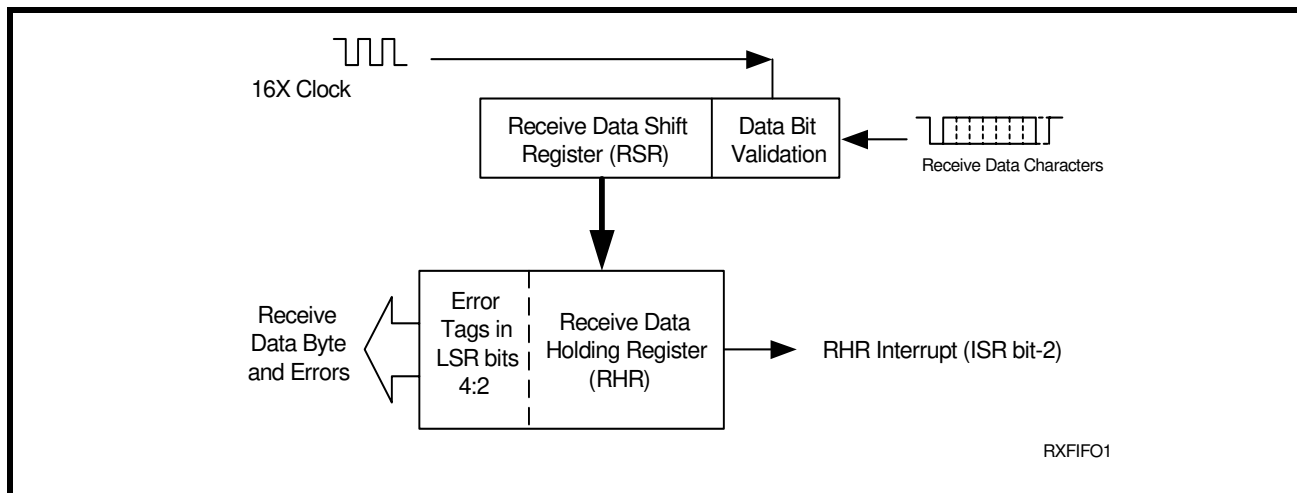 16X Clock
Receive Data Shift
Register (RSR)
Data Bit
Validation
Receive Data Characters
Receive
Data Byte
and Errors
Error
Tags in
LSR bits
4:2
Receive Data
Holding Register
(RHR)
RHR Interrupt (ISR bit-2)
RXFIFO1